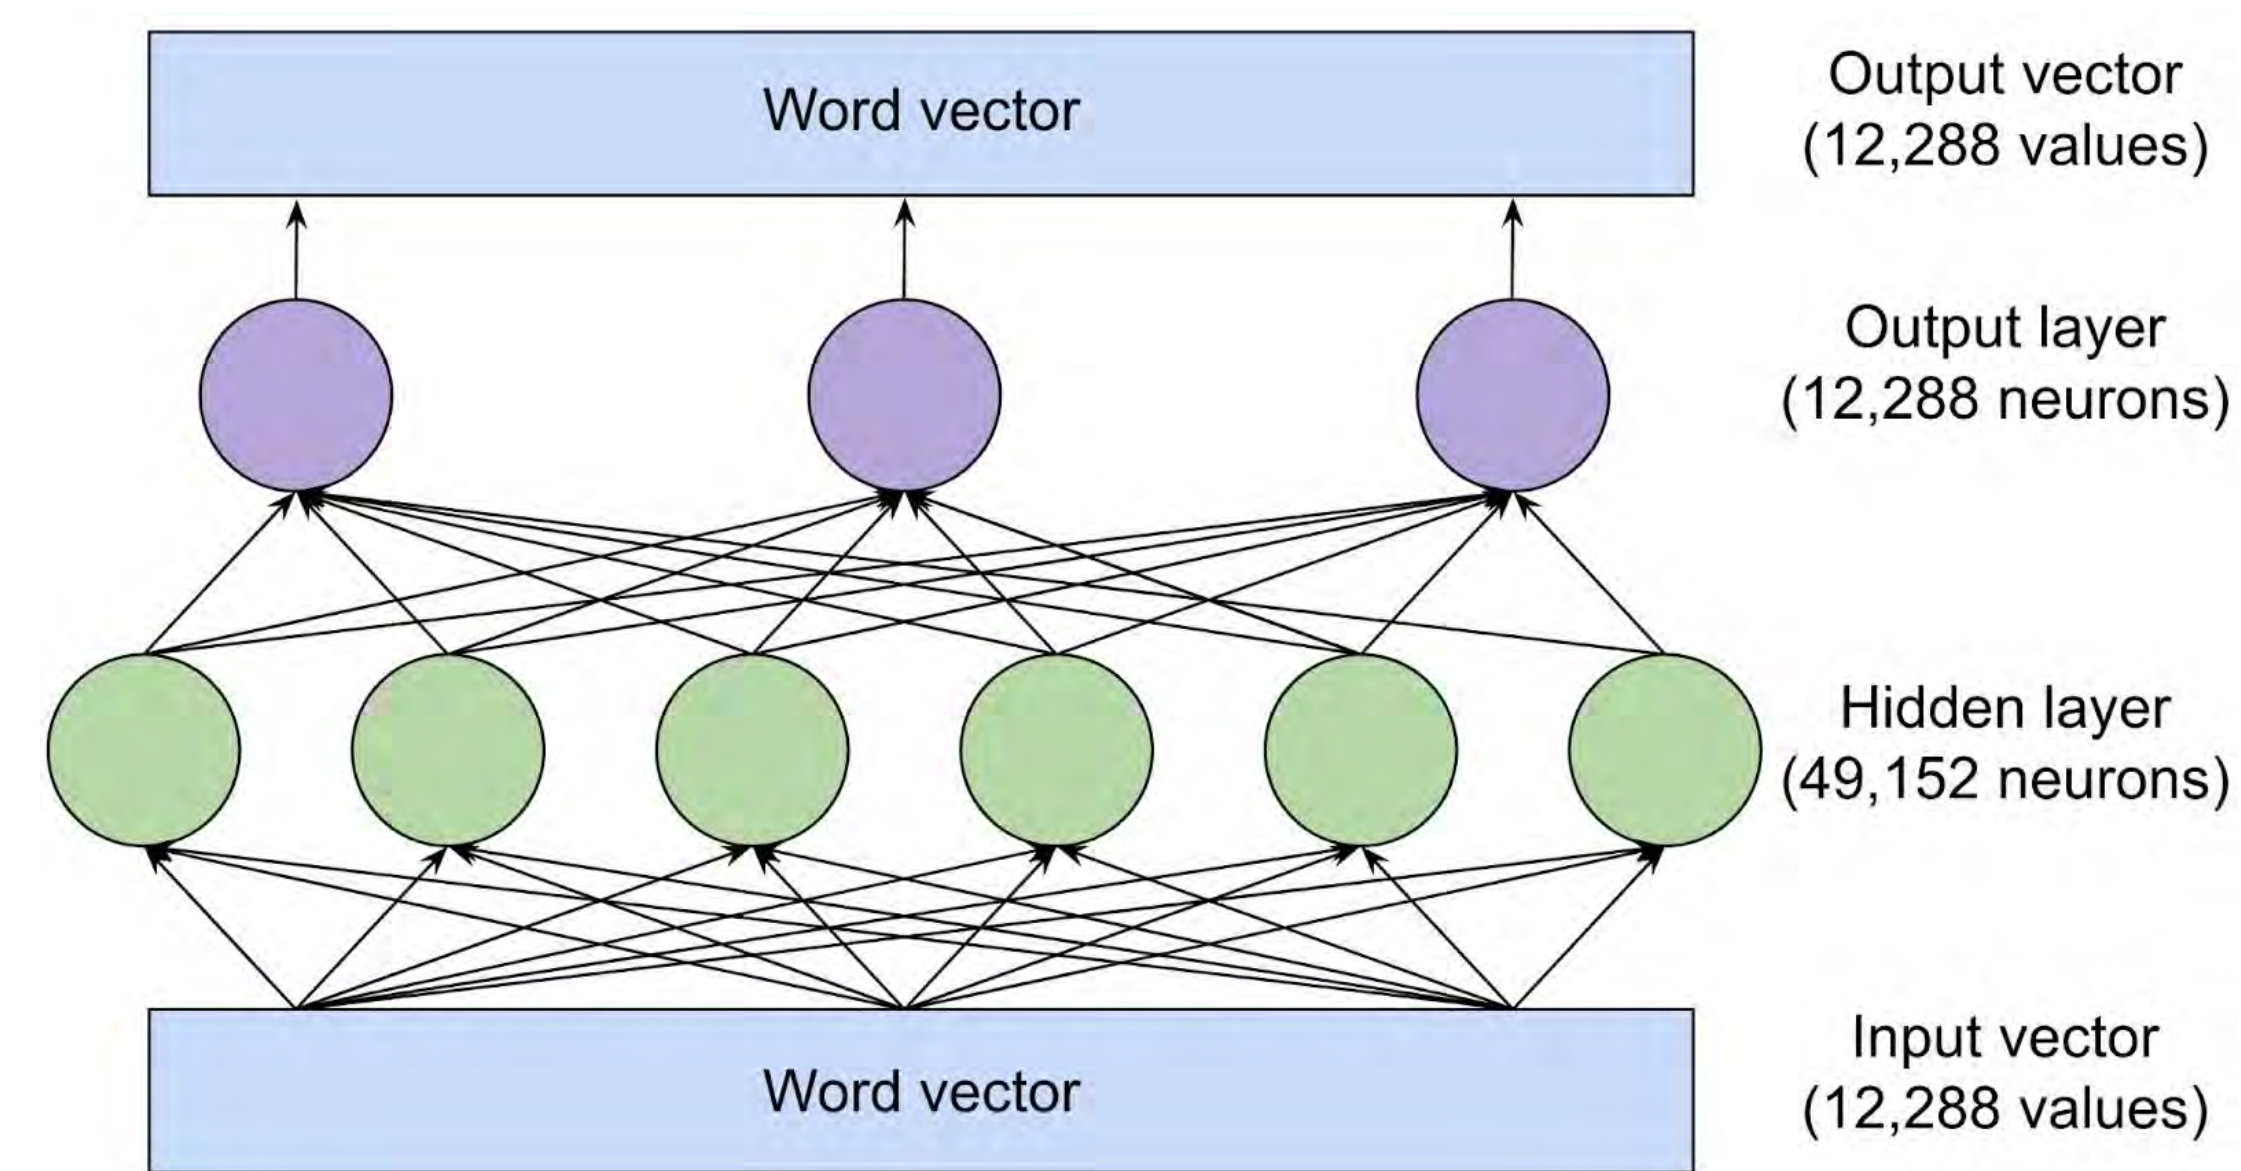 Word vector
Output vector
(12,288 values)
Output layer
(12,288 neurons)
Hidden layer
(49,152 neurons)
Word vector
Input vector
(12,288 values)